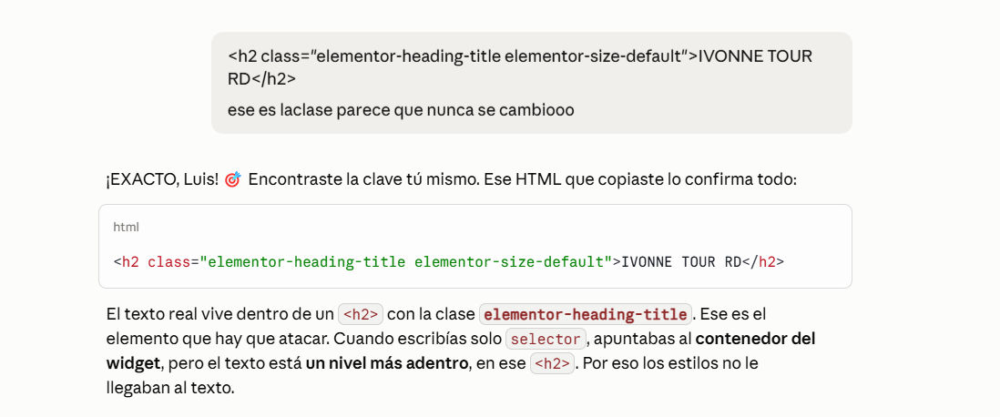 <h2 class="elementor-heading-title elementor-size-default">IVONNE TOUR
RD</h2>
ese es laclase parece que nunca se cambiooo
¡EXACTO, Luis! 🎯 Encontraste la clave tú mismo. Ese HTML que copiaste lo confirma todo:
html
<h2 class="elementor-heading-title elementor-size-default">IVONNE TOUR RD</h2>
El texto real vive dentro de un <h2> con la clase elementor-heading-title. Ese es el
elemento que hay que atacar. Cuando escribías solo selector, apuntabas al contenedor del
widget, pero el texto está un nivel más adentro, en ese <h2>. Por eso los estilos no le
llegaban al texto.